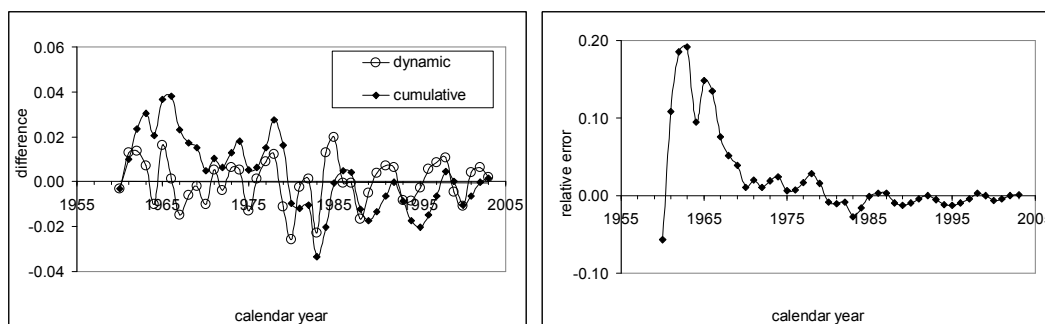 0.06
0.04
0.02
0.00
-0.02
-0.04
1955 1965 1975 1985 1995 2005
difference
calendar year
dynamic
cumulative
0.20
0.10
0.00
-0.10
1955 1965 1975 1985 1995 2005
relative error
calendar year